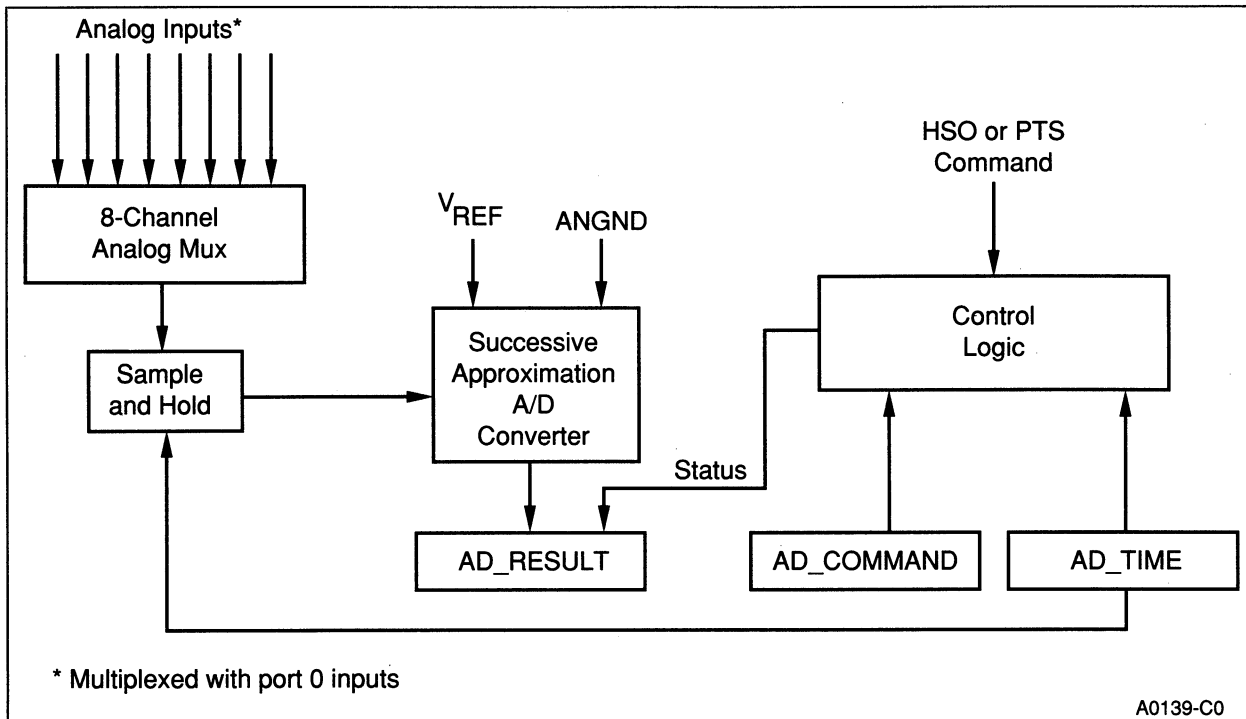 Analog Inputs*
HSO or PTS
Command
8-Channel
Analog Mux
VREF
ANGND
Control
Logic
Successive
Approximation
A/D
Converter
Sample
and Hold
Status
AD_RESULT
AD_COMMAND
AD_TIME
* Multiplexed with port 0 inputs
A0139-C0